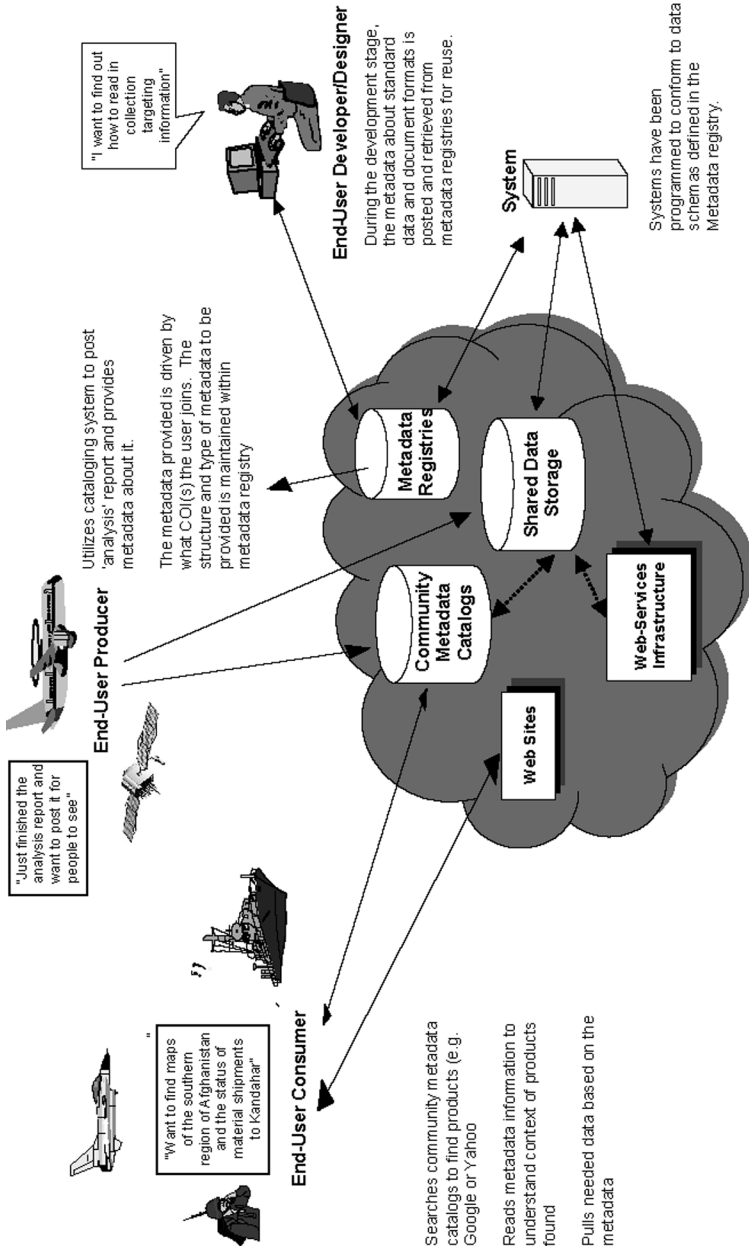 "Want to find maps
of the southern
region of Afghanistan
and the status of
material shipments
to Kandahar"
"
End-User Consumer
Searches community metadata
catalogs to find products (e.g.
Google or Yahoo
Reads metadata information to
understand context of products
found
Pulls needed data based on the
metadata
"Just finished the
analysis report and
want to post it for
people to see"
End-User Producer
Utilizes cataloging system to post
'analysis' report and provides
metadata about it.
The metadata provided is driven by
what COI(s) the user joins. The
structure and type of metadata to be
provided is maintained within
metadata registry
Community
Metadata
Catalogs
Metadata
Registries
Shared Data
Storage
Web Sites
Web-Services
Infrastructure
"I want to find out
how to read in
collection
targeting
information"
End-User Developer/Designer
During the development stage,
the metadata about standard
data and document formats is
posted and retrieved from
metadata registries for reuse.
System
Systems have been
programmed to conform to data
schemas defined in the
Metadata registry.